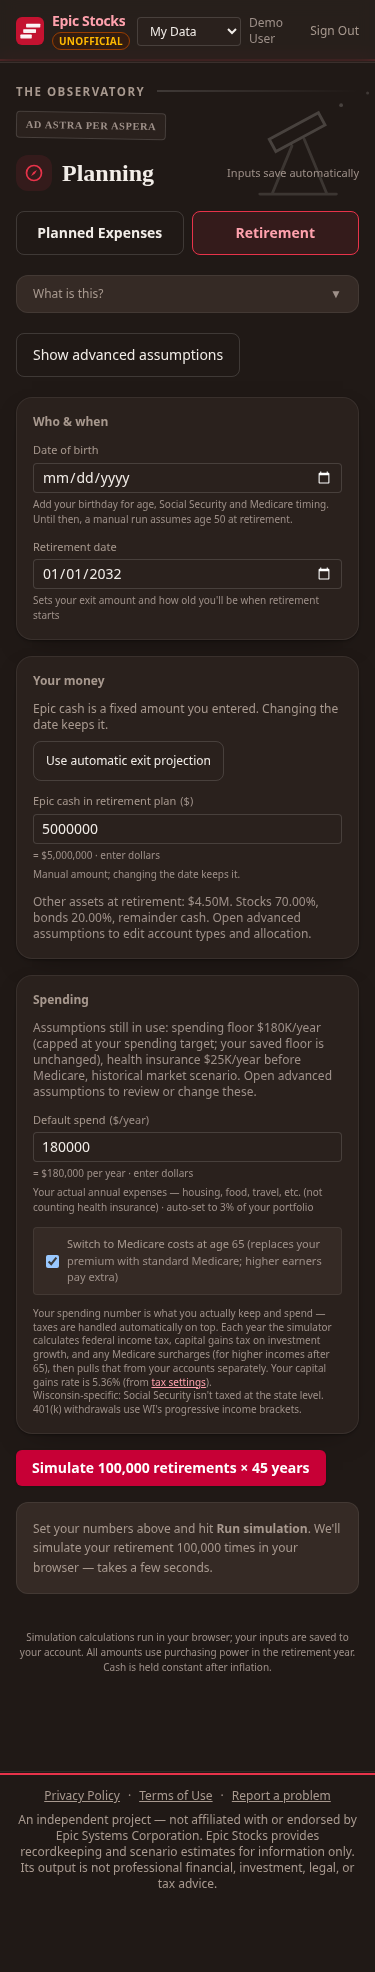 Epic Stocks
UNOFFICIAL
My Data
Demo
User
Sign Out
THE OBSERVATORY
AD ASTRA PER ASPERA
Planning
Inputs save automatically
Planned Expenses
Retirement
What is this?
▼
Show advanced assumptions
Who & when
Date of birth
mm/dd/yyyy
Add your birthday for age, Social Security and Medicare timing.
Until then, a manual run assumes age 50 at retirement.
Retirement date
01/01/2032
Sets your exit amount and how old you'll be when retirement
starts
Your money
Epic cash is a fixed amount you entered. Changing the
date keeps it.
Use automatic exit projection
Epic cash in retirement plan ($)
5000000
= $5,000,000 · enter dollars
Manual amount; changing the date keeps it.
Other assets at retirement: $4.50M. Stocks 70.00%,
bonds 20.00%, remainder cash. Open advanced
assumptions to edit account types and allocation.
Spending
Assumptions still in use: spending floor $180K/year
(capped at your spending target; your saved floor is
unchanged), health insurance $25K/year before
Medicare, historical market scenario. Open advanced
assumptions to review or change these.
Default spend ($/year)
180000
= $180,000 per year · enter dollars
Your actual annual expenses — housing, food, travel, etc. (not
counting health insurance) · auto-set to 3% of your portfolio
Switch to Medicare costs at age 65 (replaces your
premium with standard Medicare; higher earners
pay extra)
Your spending number is what you actually keep and spend —
taxes are handled automatically on top. Each year the simulator
calculates federal income tax, capital gains tax on investment
growth, and any Medicare surcharges (for higher incomes after
65), then pulls that from your accounts separately. Your capital
gains rate is 5.36% (from tax settings).
Wisconsin-specific: Social Security isn't taxed at the state level.
401(k) withdrawals use WI's progressive income brackets.
Simulate 100,000 retirements × 45 years
Set your numbers above and hit Run simulation. We'll
simulate your retirement 100,000 times in your
browser — takes a few seconds.
Simulation calculations run in your browser; your inputs are saved to
your account. All amounts use purchasing power in the retirement year.
Cash is held constant after inflation.
Privacy Policy · Terms of Use · Report a problem
An independent project — not affiliated with or endorsed by
Epic Systems Corporation. Epic Stocks provides
recordkeeping and scenario estimates for information only.
Its output is not professional financial, investment, legal, or
tax advice.